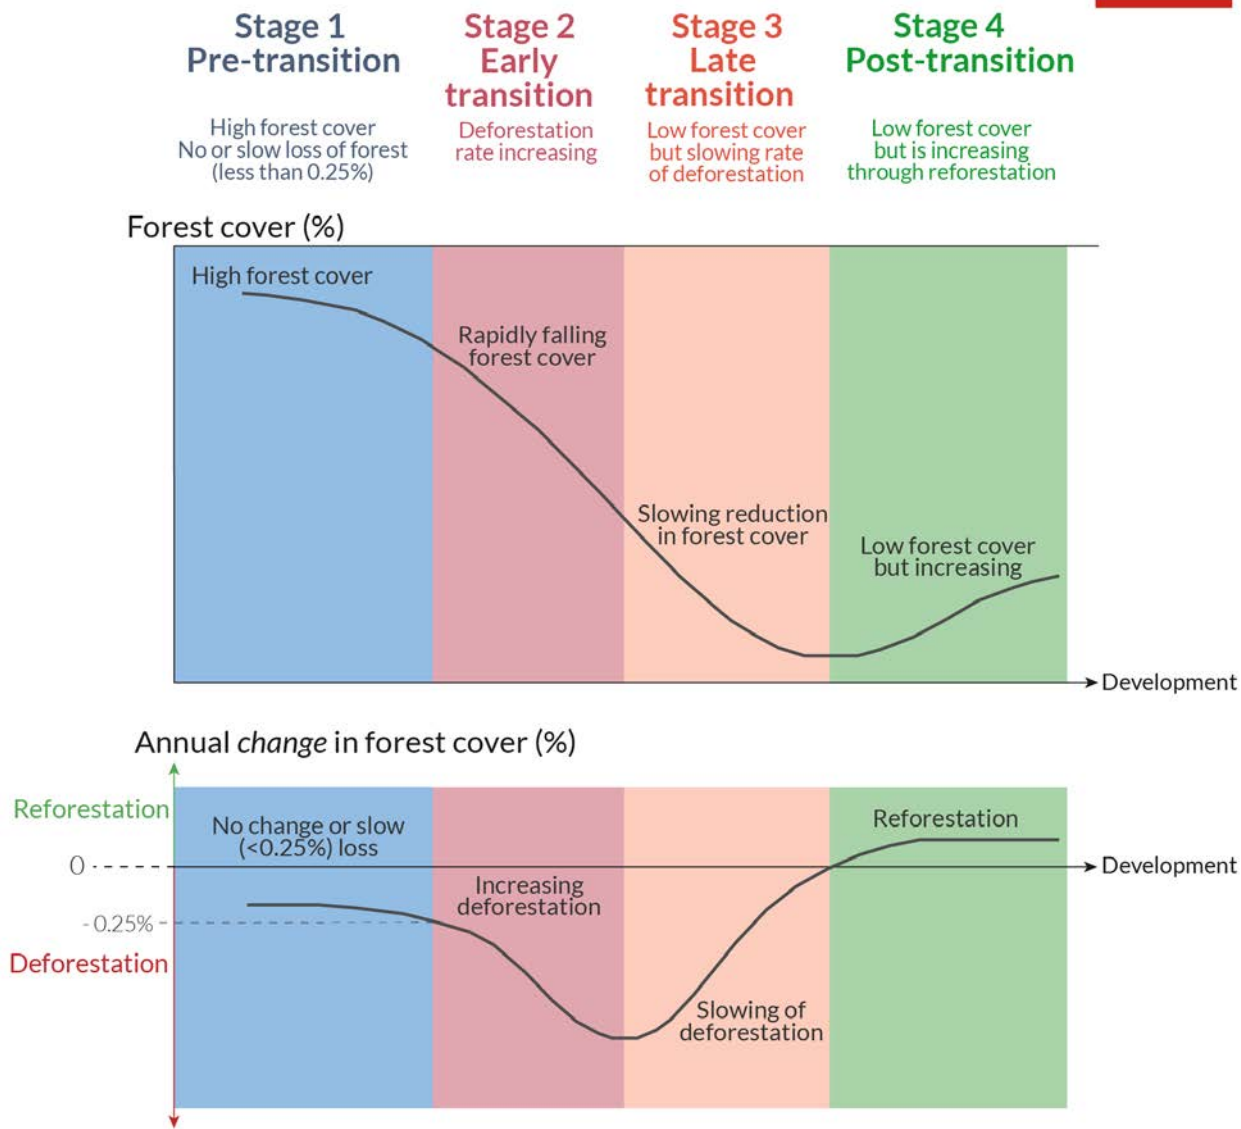 Stage 1
Pre-transition
High forest cover
No or slow loss of forest
(less than 0.25%)
Stage 2
Early
transition
Deforestation
rate increasing
Stage 3
Late
transition
Low forest cover
but slowing rate
of deforestation
Stage 4
Post-transition
Low forest cover
but is increasing
through reforestation
Forest cover (%)
High forest cover
Rapidly falling
forest cover
Slowing reduction
in forest cover
Low forest cover
but increasing
Development
Annual change in forest cover (%)
Reforestation
No change or slow
(<0.25%) loss
Reforestation
0
Development
Increasing
deforestation
-0.25%
Deforestation
Slowing of
deforestation